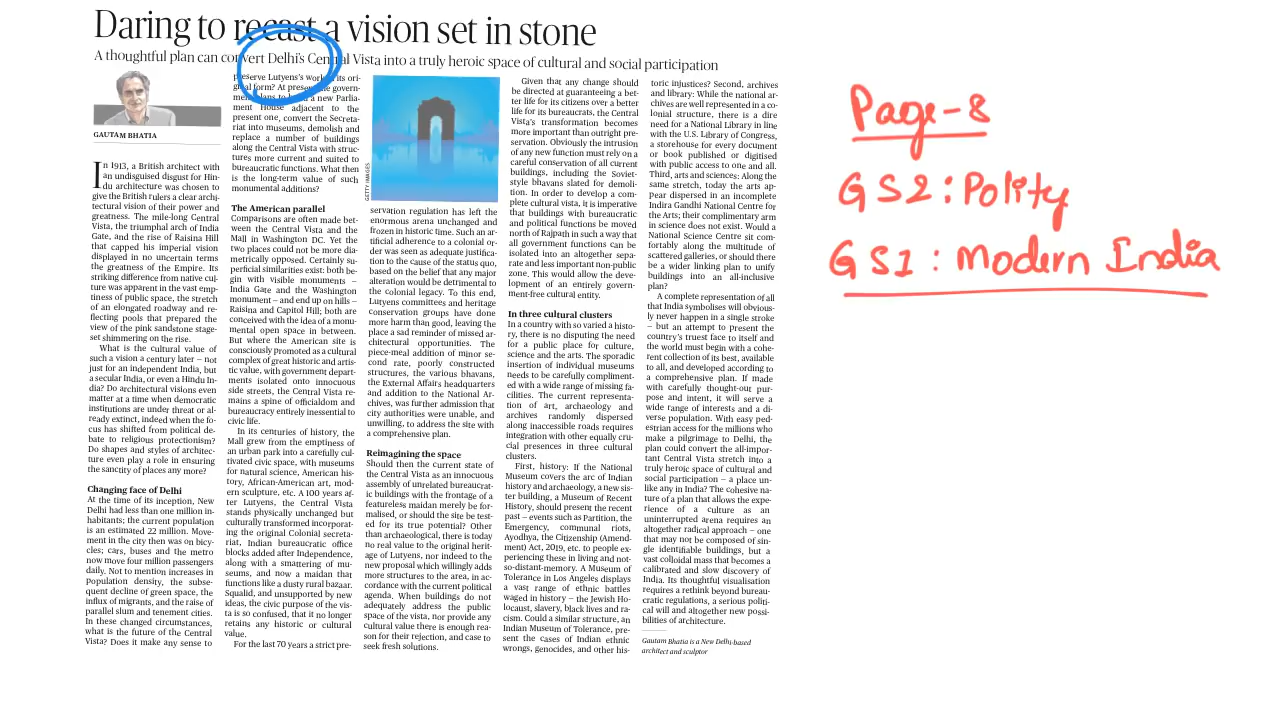 Daring to recast a vision set in stone
A thoughtful plan can convert Delhi's Central Vista into a truly heroic space of cultural and social participation
GAUTAM BHATIA
In 1913, a British architect with
an undisguised disgust for Hin-
du architecture was chosen to
give the British rulers a clear archi-
tectural vision of their power and
greatness. The mile-long Central
Vista, the triumphal arch of India
Gate, and the rise of Raisina Hill
that capped his imperial vision
displayed in no uncertain terms
the greatness of the Empire. Its
striking difference from native cul-
ture was apparent in the vast emp-
tiness of public space, the stretch
of an elongated roadway and re-
flecting pools that prepared the
view of the pink sandstone stage-
set shimmering on the rise.
What is the cultural value of
such a vision a century later – not
just for an independent India, but
a secular India, or even a Hindu In-
dia? Do architectural visions even
matter at a time when democratic
institutions are under threat or al-
ready extinct, indeed when the fo-
cus has shifted from political de-
bate to religious protectionism?
Do shapes and styles of architec-
ture even play a role in ensuring
the sanctity of places any more?
Changing face of Delhi
At the time of its inception, New
Delhi had less than one million in-
habitants; the current population
is an estimated 22 million. Move-
ment in the city then was on bicy-
cles; cars, buses and the metro
now move four million passengers
daily. Not to mention increases in
Population density, the subse-
quent decline of green space, the
influx of migrants, and the raise of
parallel slum and tenement cities.
In these changed circumstances,
what is the future of the Central
Vista? Does it make any sense to
preserve Lutyens's work in its ori-
ginal form? At present the govern-
ment plans to build a new Parlia-
ment House adjacent to the
present one, convert the Secreta-
riat into museums, demolish and
replace a number of buildings
along the Central Vista with struc-
tures more current and suited to
bureaucratic functions. What then
is the long-term value of such
monumental additions?
The American parallel
Comparisons are often made bet-
ween the Central Vista and the
Mall in Washington DC. Yet the
two places could not be more dia-
metrically opposed. Certainly su-
perficial similarities exist: both be-
gin with visible monuments –
India Gate and the Washington
monument – and end up on hills –
Raisina and Capitol Hill; both are
conceived with the idea of a monu-
mental open space in between.
But where the American site is
consciously promoted as a cultural
complex of great historic and artis-
tic value, with government depart-
ments isolated onto innocuous
side streets, the Central Vista re-
mains a spine of officialdom and
bureaucracy entirely inessential to
civic life.
In its centuries of history, the
Mall grew from the emptiness of
an urban park into a carefully cul-
tivated civic space, with museums
for natural science, American his-
tory, African-American art, mod-
ern sculpture, etc. A 100 years af-
ter Lutyens, the Central Vista
stands physically unchanged but
culturally transformed incorporat-
ing the original Colonial secreta-
riat, Indian bureaucratic office
blocks added after Independence,
along with a smattering of mu-
seums, and now a maidan that
functions like a dusty rural bazaar.
Squalid, and unsupported by new
ideas, the civic purpose of the vis-
ta is so confused, that it no longer
retains any historic or cultural
value.
For the last 70 years a strict pre-
GETTY IMAGES
servation regulation has left the
enormous arena unchanged and
frozen in historic time. Such an ar-
tificial adherence to a colonial or-
der was seen as adequate justifica-
tion to the cause of the status quo,
based on the belief that any major
alteration would be detrimental to
the colonial legacy. To this end,
Lutyens committees and heritage
conservation groups have done
more harm than good, leaving the
place a sad reminder of missed ar-
chitectural opportunities. The
piece-meal addition of minor se-
cond rate, poorly constructed
structures, the various bhavans,
the External Affairs headquarters
and addition to the National Ar-
chives, was further admission that
city authorities were unable, and
unwilling, to address the site with
a comprehensive plan.
Reimagining the space
Should then the current state of
the Central Vista as an innocuous
assembly of unrelated bureaucrat-
ic buildings with the frontage of a
featureless maidan merely be for-
malised, or should the site be test-
ed for its true potential? Other
than archaeological, there is today
no real value to the original herit-
age of Lutyens, nor indeed to the
new proposal which willingly adds
more structures to the area, in ac-
cordance with the current political
agenda. When buildings do not
adequately address the public
space of the vista, nor provide any
cultural value there is enough rea-
son for their rejection, and case to
seek fresh solutions.
Given that any change should
be directed at guaranteeing a bet-
ter life for its citizens over a better
life for its bureaucrats, the Central
Vista's transformation becomes
more important than outright pre-
servation. Obviously the intrusion
of any new function must rely on a
careful conservation of all current
buildings, including the Soviet-
style bhavans slated for demoli-
tion. In order to develop a com-
plete cultural vista, it is imperative
that buildings with bureaucratic
and political functions be moved
north of Rajpath in such a way that
all government functions can be
isolated into an altogether sepa-
rate and less important non-public
zone. This would allow the deve-
lopment of an entirely govern-
ment-free cultural entity.
In three cultural clusters
In a country with so varied a histo-
ry, there is no disputing the need
for a public place for culture,
science and the arts. The sporadic
insertion of individual museums
needs to be carefully compliment-
ed with a wide range of missing fa-
cilities. The current representa-
tion of art, archaeology and
archives randomly dispersed
along inaccessible roads requires
integration with other equally cru-
cial presences in three cultural
clusters.
First, history: If the National
Museum covers the arc of Indian
history and archaeology, a new sis-
ter building, a Museum of Recent
History, should present the recent
past – events such as Partition, the
Emergency, communal riots,
Ayodhya, the Citizenship (Amend-
ment) Act, 2019, etc. to people ex-
periencing these in living and not-
so-distant-memory. A Museum of
Tolerance in Los Angeles displays
a vast range of ethnic battles
waged in history – the Jewish Ho-
locaust, slavery, black lives and ra-
cism. Could a similar structure, an
Indian Museum of Tolerance, pre-
sent the cases of Indian ethnic
wrongs, genocides, and other his-
toric injustices? Second, archives
and library: While the national ar-
chives are well represented in a co-
lonial structure, there is a dire
need for a National Library in line
with the U.S. Library of Congress,
a storehouse for every document
or book published or digitised
with public access to one and all.
Third, arts and sciences: Along the
same stretch, today the arts ap-
pear dispersed in an incomplete
Indira Gandhi National Centre for
the Arts; their complimentary arm
in science does not exist. Would a
National Science Centre sit com-
fortably along the multitude of
scattered galleries, or should there
be a wider linking plan to unify
buildings into an all-inclusive
plan?
A complete representation of all
that India symbolises will obvious-
ly never happen in a single stroke
– but an attempt to present the
country's truest face to itself and
the world must begin with a cohe-
rent collection of its best, available
to all, and developed according to
a comprehensive plan. If made
with carefully thought-out pur-
pose and intent, it will serve a
wide range of interests and a di-
verse population. With easy ped-
estrian access for the millions who
make a pilgrimage to Delhi, the
plan could convert the all-impor-
tant Central Vista stretch into a
truly heroic space of cultural and
social participation – a place un-
like any in India? The cohesive na-
ture of a plan that allows the expe-
rience of a culture as an
uninterrupted arena requires an
altogether radical approach – one
that may not be composed of sin-
gle identifiable buildings, but a
vast colloidal mass that becomes a
calibrated and slow discovery of
India. Its thoughtful visualisation
requires a rethink beyond bureau-
cratic regulations, a serious politi-
cal will and altogether new possi-
bilities of architecture.
Gautam Bhatia is a New Delhi-based
architect and sculptor
Page-8
GS2: Polity
GS1: Modern India